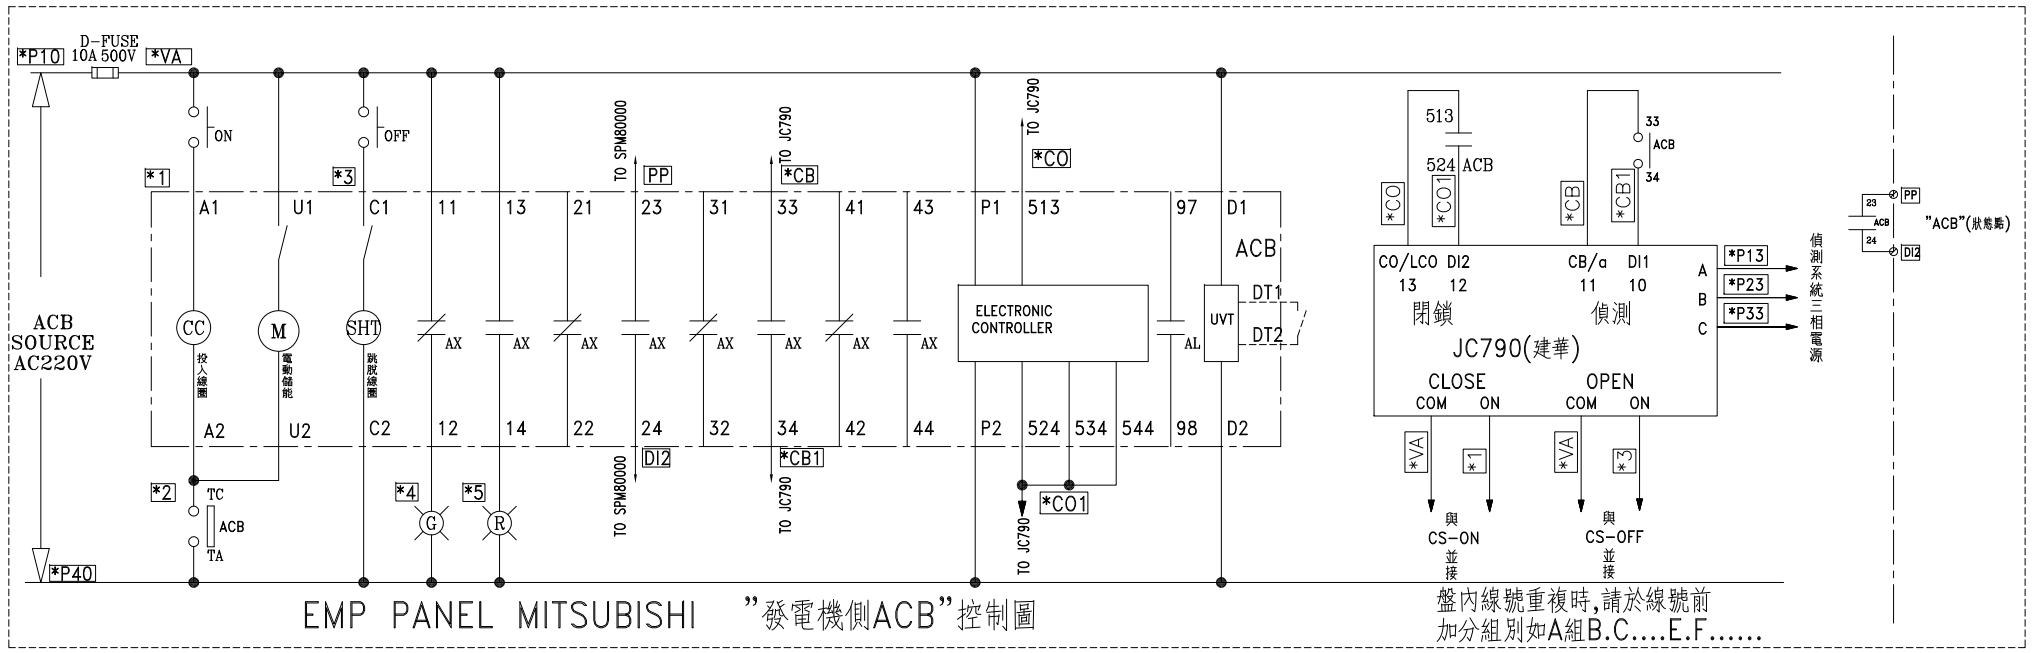 D-FUSE
10A 500V
*P10
*VA
ON
OFF
*1
*3
TO SPM80000
PP
TO JC790
*CB
TO JC790
*CO
A1
U1
C1
11
13
21
23
31
33
41
43
P1
513
97
D1
ACB
ACB
SOURCE
AC220V
CC
投入線圈
M
電動儲能
SHT
跳脫線圈
AX
AX
AX
AX
AX
AX
AX
AX
ELECTRONIC
CONTROLLER
AL
UVT
DT1
DT2
A2
U2
C2
12
14
22
24
32
34
42
44
P2
524
534
544
98
D2
*2
TC
ACB
TA
*4
G
*5
R
TO SPM80000
DI2
TO JC790
*CB1
TO JC790
*CO1
*P40
EMP PANEL MITSUBISHI "發電機側ACB"控制圖
513
524 ACB
33
ACB
34
*CO
*CO1
*CB
*CB1
CO/LCO DI2
13 12
閉鎖
CB/a DI1
11 10
偵測
A
B
C
*P13
*P23
*P33
偵測系統三相電源
JC790(建華)
CLOSE
COM ON
OPEN
COM ON
*VA
*1
*VA
*3
與
CS-ON
並
接
與
CS-OFF
並
接
盤內線號重複時,請於線號前
加分組別如A組B.C....E.F......
PP
23
ACB
24
DI2
"ACB"(狀態點)